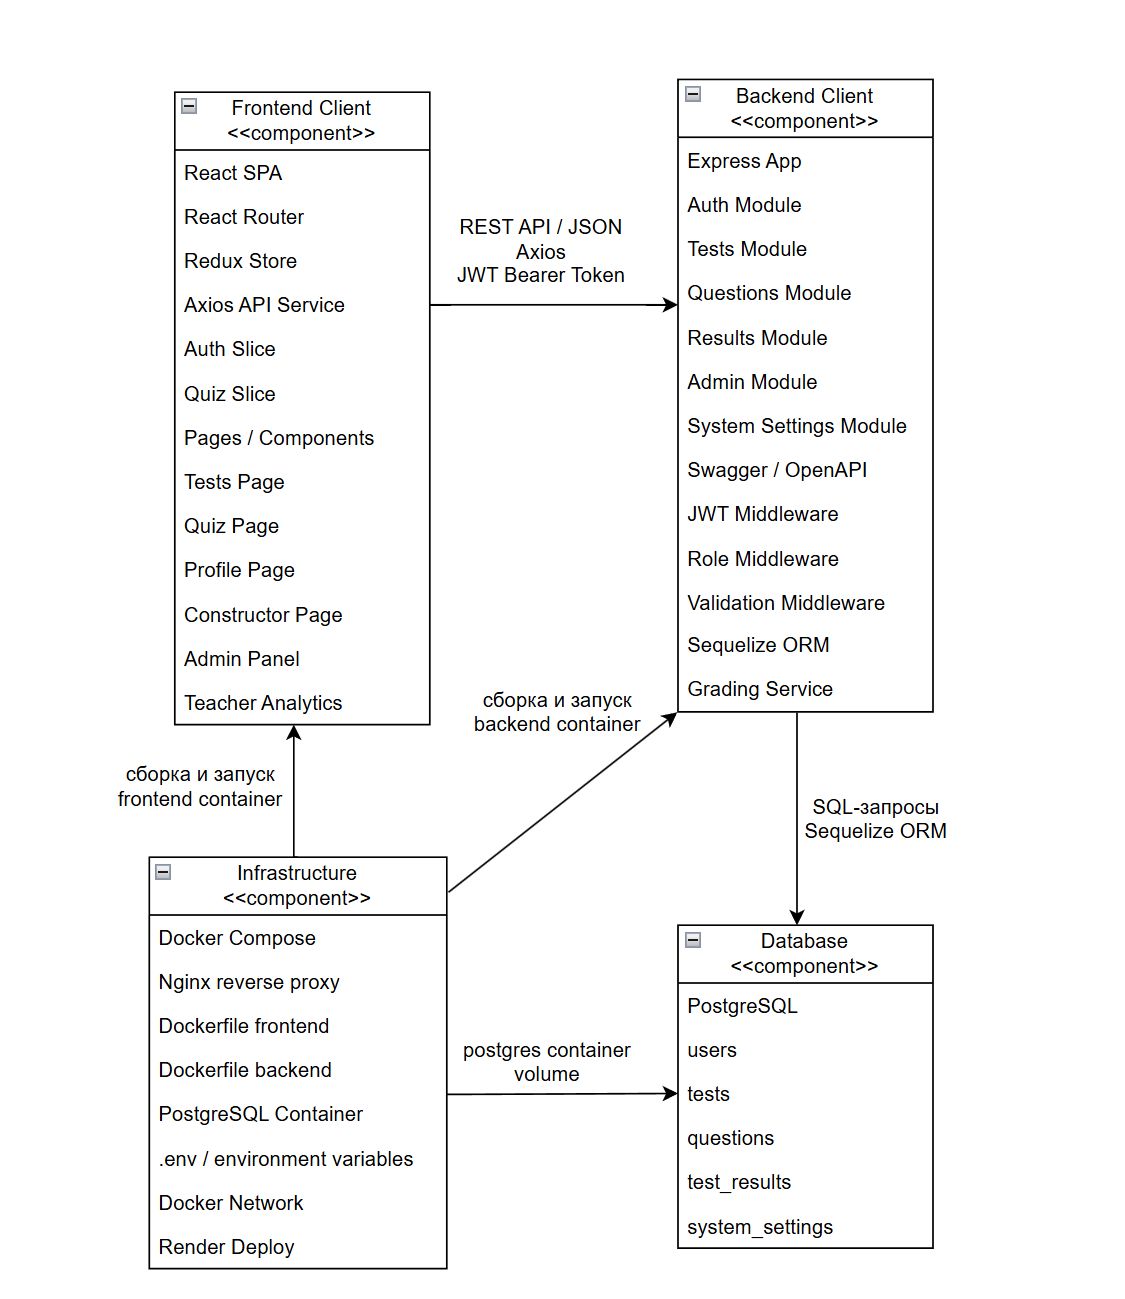 Frontend Client
<<component>>
React SPA
React Router
Redux Store
Axios API Service
Auth Slice
Quiz Slice
Pages / Components
Tests Page
Quiz Page
Profile Page
Constructor Page
Admin Panel
Teacher Analytics
REST API / JSON
Axios
JWT Bearer Token
Backend Client
<<component>>
Express App
Auth Module
Tests Module
Questions Module
Results Module
Admin Module
System Settings Module
Swagger / OpenAPI
JWT Middleware
Role Middleware
Validation Middleware
Sequelize ORM
Grading Service
сборка и запуск
frontend container
сборка и запуск
backend container
SQL-запросы
Sequelize ORM
Infrastructure
<<component>>
Docker Compose
Nginx reverse proxy
Dockerfile frontend
Dockerfile backend
PostgreSQL Container
.env / environment variables
Docker Network
Render Deploy
postgres container
volume
Database
<<component>>
PostgreSQL
users
tests
questions
test_results
system_settings